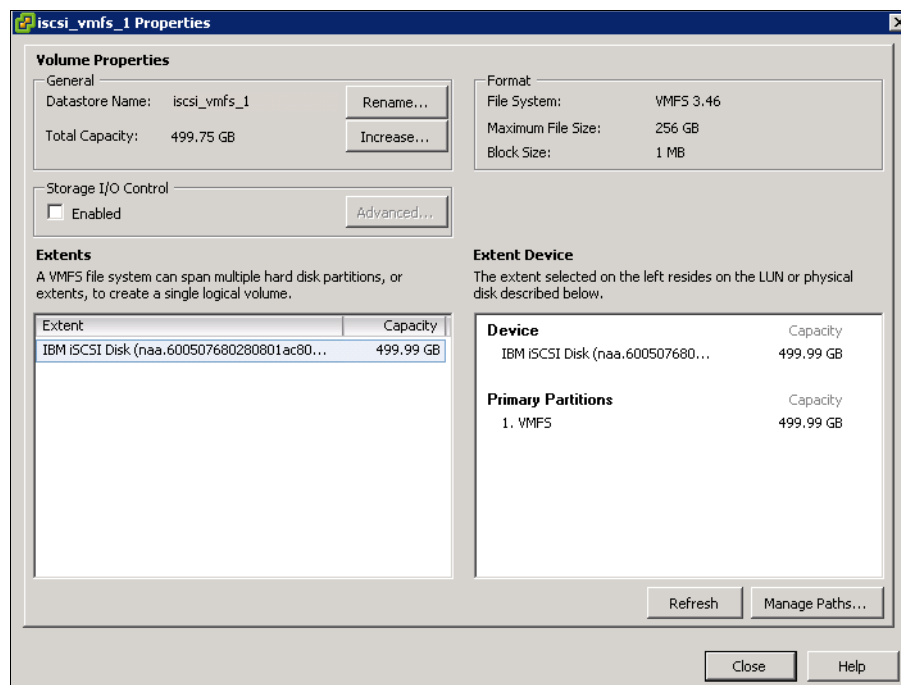 iscsi_vmfs_1 Properties
Volume Properties
General
Datastore Name: iscsi_vmfs_1
Rename...
Total Capacity: 499.75 GB
Increase...
Format
File System: VMFS 3.46
Maximum File Size: 256 GB
Block Size: 1 MB
Storage I/O Control
Enabled
Advanced...
Extents
A VMFS file system can span multiple hard disk partitions, or
extents, to create a single logical volume.
Extent Capacity
IBM iSCSI Disk (naa.600507680280801ac80... 499.99 GB
Extent Device
The extent selected on the left resides on the LUN or physical
disk described below.
Device Capacity
IBM iSCSI Disk (naa.600507680... 499.99 GB
Primary Partitions Capacity
1. VMFS 499.99 GB
Refresh
Manage Paths...
Close
Help